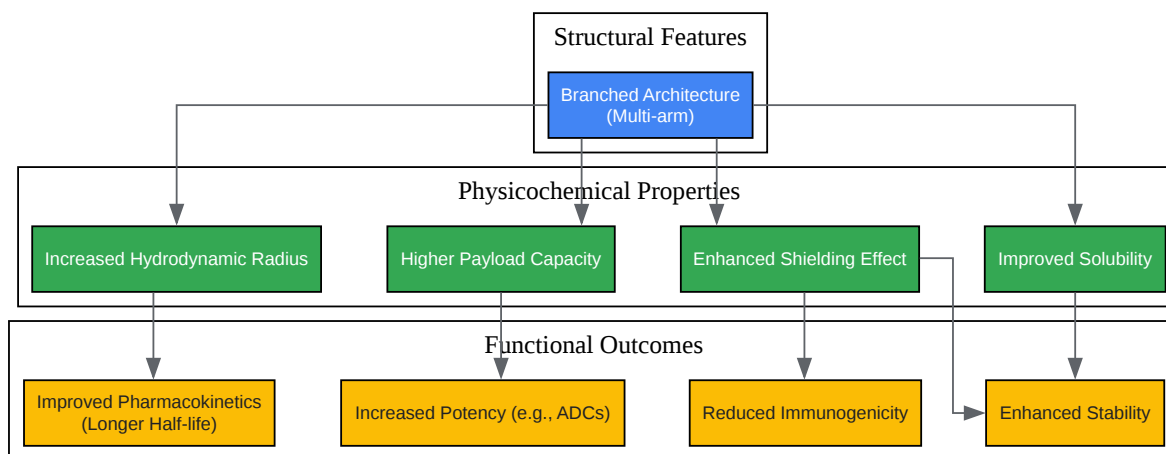 Structural Features
Branched Architecture
(Multi-arm)
Physicochemical Properties
Increased Hydrodynamic Radius
Higher Payload Capacity
Enhanced Shielding Effect
Improved Solubility
Functional Outcomes
Improved Pharmacokinetics
(Longer Half-life)
Increased Potency (e.g., ADCs)
Reduced Immunogenicity
Enhanced Stability